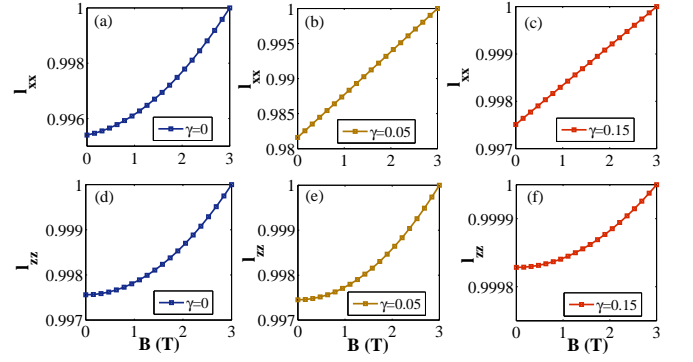 (a)
1
0.998
0.996
l_xx
0 1 2 3
γ=0
(b)
1
0.995
0.99
0.985
0.98
l_xx
0 1 2 3
γ=0.05
(c)
1
0.999
0.998
0.997
l_xx
0 1 2 3
γ=0.15
(d)
1
0.999
0.998
0.997
l_zz
0 1 2 3
B (T)
γ=0
(e)
1
0.999
0.998
0.997
l_zz
0 1 2 3
B (T)
γ=0.05
(f)
1
0.9999
0.9998
l_zz
0 1 2 3
B (T)
γ=0.15